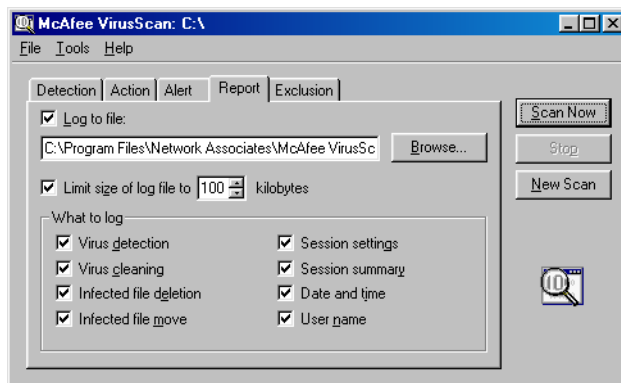 McAfee VirusScan: C:\
File Tools Help
Detection Action Alert Report Exclusion
Log to file:
C:\Program Files\Network Associates\McAfee VirusSc
Browse...
Limit size of log file to 100 kilobytes
What to log
Virus detection
Virus cleaning
Infected file deletion
Infected file move
Session settings
Session summary
Date and time
User name
Scan Now
Stop
New Scan